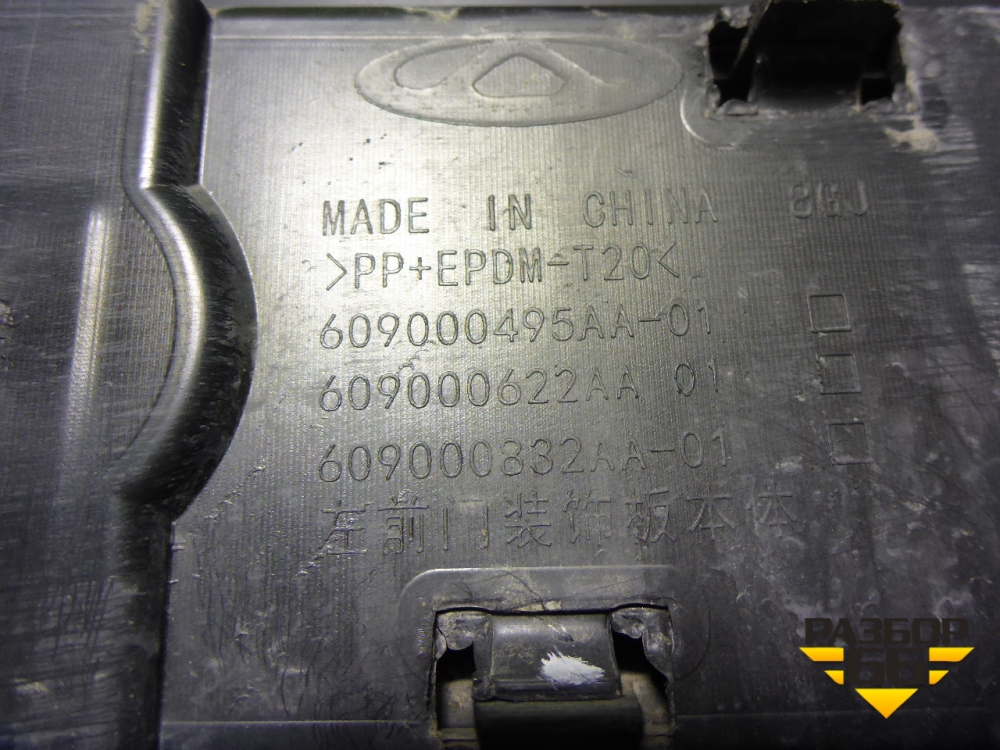 MADE IN CHINA 8GJ
>PP+EPDM-T20<
609000495AA-01
609000622AA 01
609000832AA-01
左前门装饰板本体
РАЗБОР
66